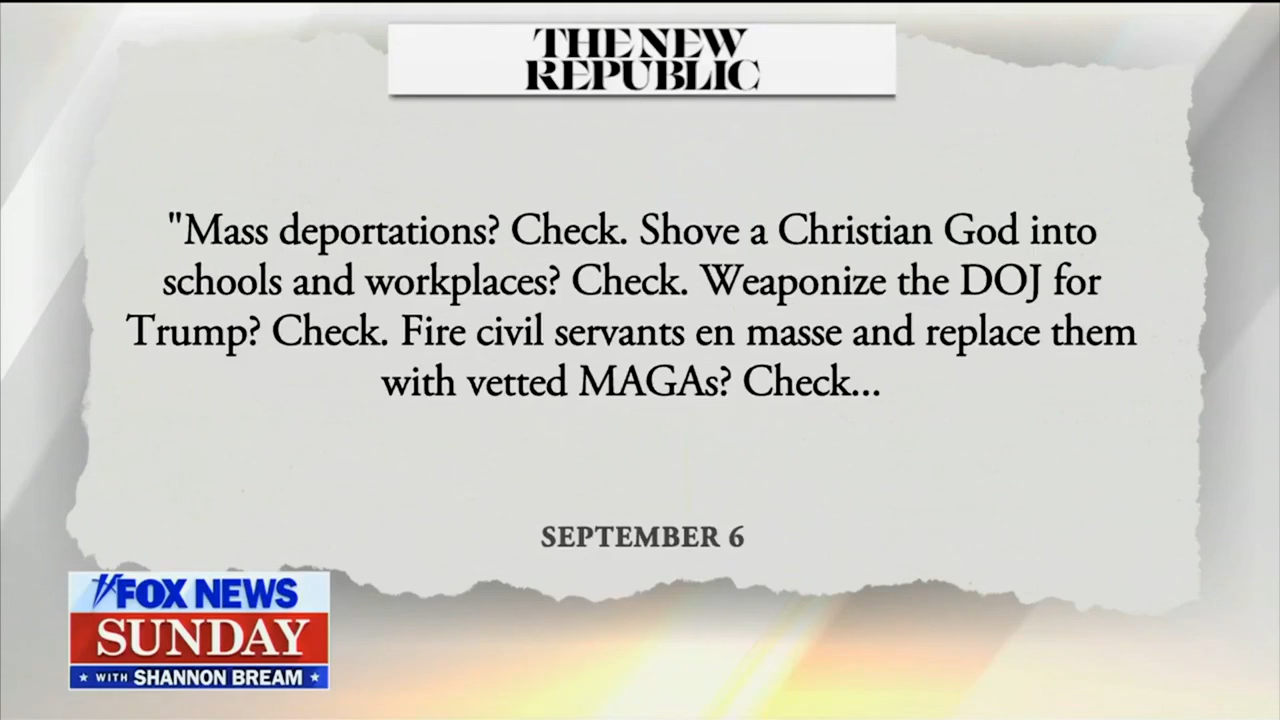 THE NEW
REPUBLIC
"Mass deportations? Check. Shove a Christian God into
schools and workplaces? Check. Weaponize the DOJ for
Trump? Check. Fire civil servants en masse and replace them
with vetted MAGAs? Check...
SEPTEMBER 6
FOX NEWS
SUNDAY
WITH SHANNON BREAM